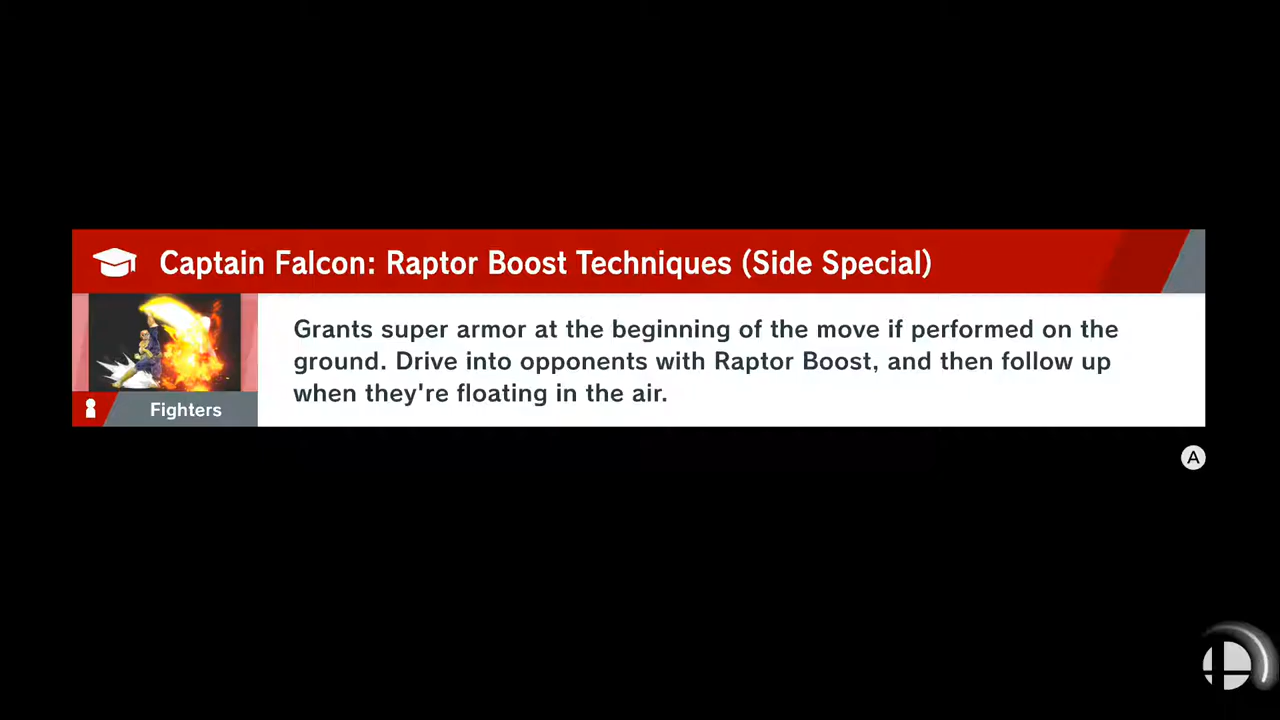 Captain Falcon: Raptor Boost Techniques (Side Special)
Grants super armor at the beginning of the move if performed on the
ground. Drive into opponents with Raptor Boost, and then follow up
when they're floating in the air.
Fighters
A